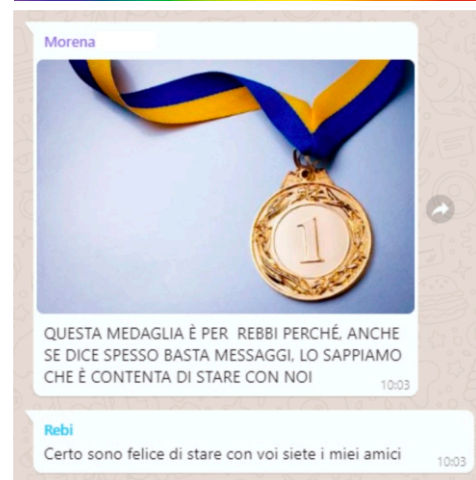 Morena
1
QUESTA MEDAGLIA È PER REBBI PERCHÉ, ANCHE
SE DICE SPESSO BASTA MESSAGGI, LO SAPPIAMO
CHE È CONTENTA DI STARE CON NOI
10:03
Rebi
Certo sono felice di stare con voi siete i miei amici
10:03